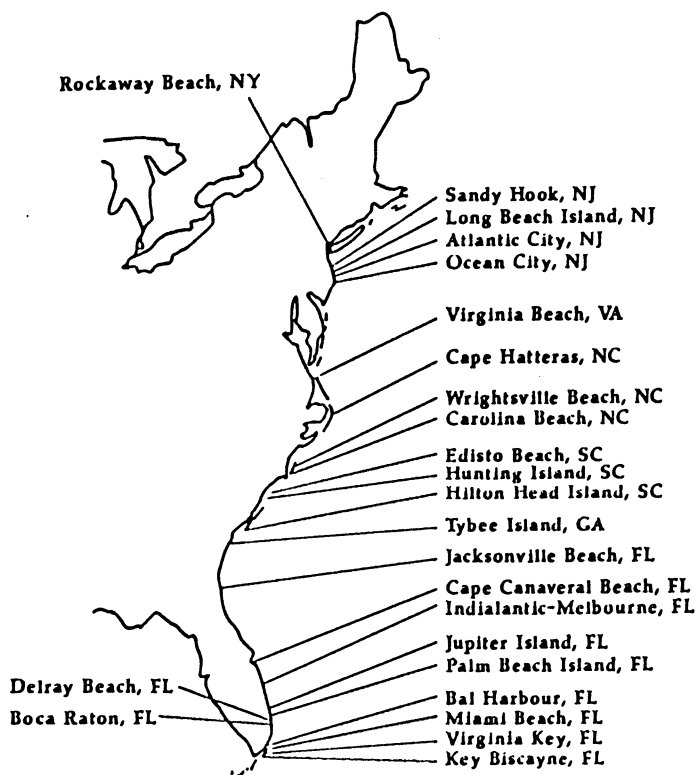 Rockaway Beach, NY
Sandy Hook, NJ
Long Beach Island, NJ
Atlantic City, NJ
Ocean City, NJ
Virginia Beach, VA
Cape Hatteras, NC
Wrightsville Beach, NC
Carolina Beach, NC
Edisto Beach, SC
Hunting Island, SC
Hilton Head Island, SC
Tybee Island, GA
Jacksonville Beach, FL
Cape Canaveral Beach, FL
Indialantic-Melbourne, FL
Jupiter Island, FL
Palm Beach Island, FL
Delray Beach, FL
Boca Raton, FL
Bal Harbour, FL
Miami Beach, FL
Virginia Key, FL
Key Biscayne, FL